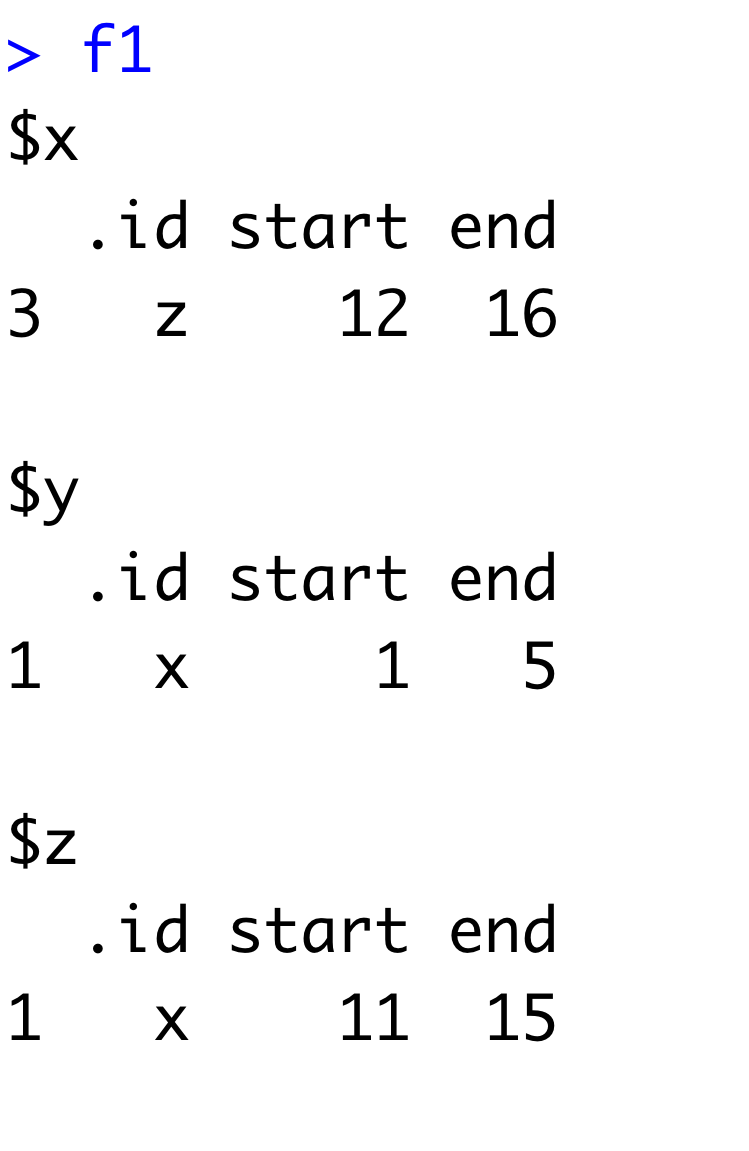 > f1
$x
  .id start end
3   z    12  16
$y
  .id start end
1   x     1   5
$z
  .id start end
1   x    11  15